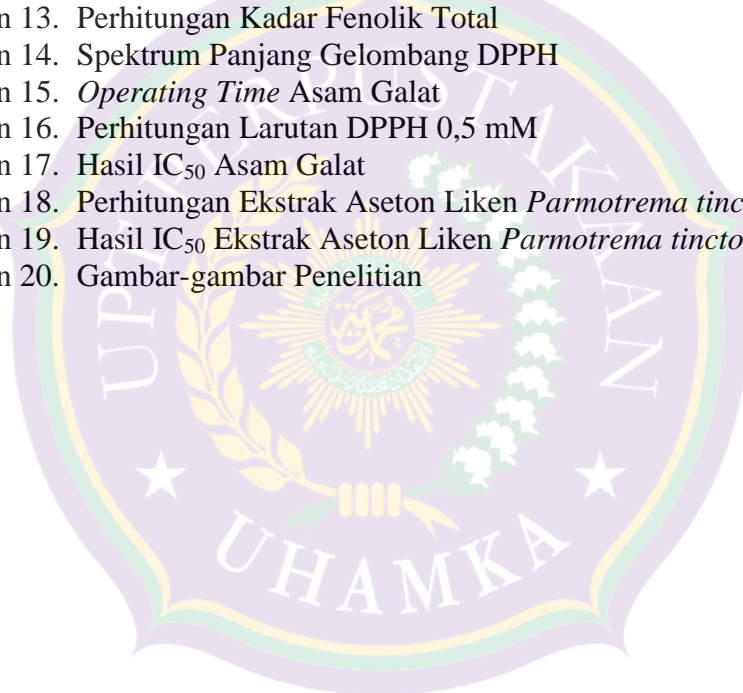 n 13. Perhitungan Kadar Fenolik Total
n 14. Spektrum Panjang Gelombang DPPH
n 15. Operating Time Asam Galat
n 16. Perhitungan Larutan DPPH 0,5 mM
n 17. Hasil IC50 Asam Galat
n 18. Perhitungan Ekstrak Aseton Liken Parmotrema tinc
n 19. Hasil IC50 Ekstrak Aseton Liken Parmotrema tincto
n 20. Gambar-gambar Penelitian
UPT PERPUSTAKAAN
UHAMKA